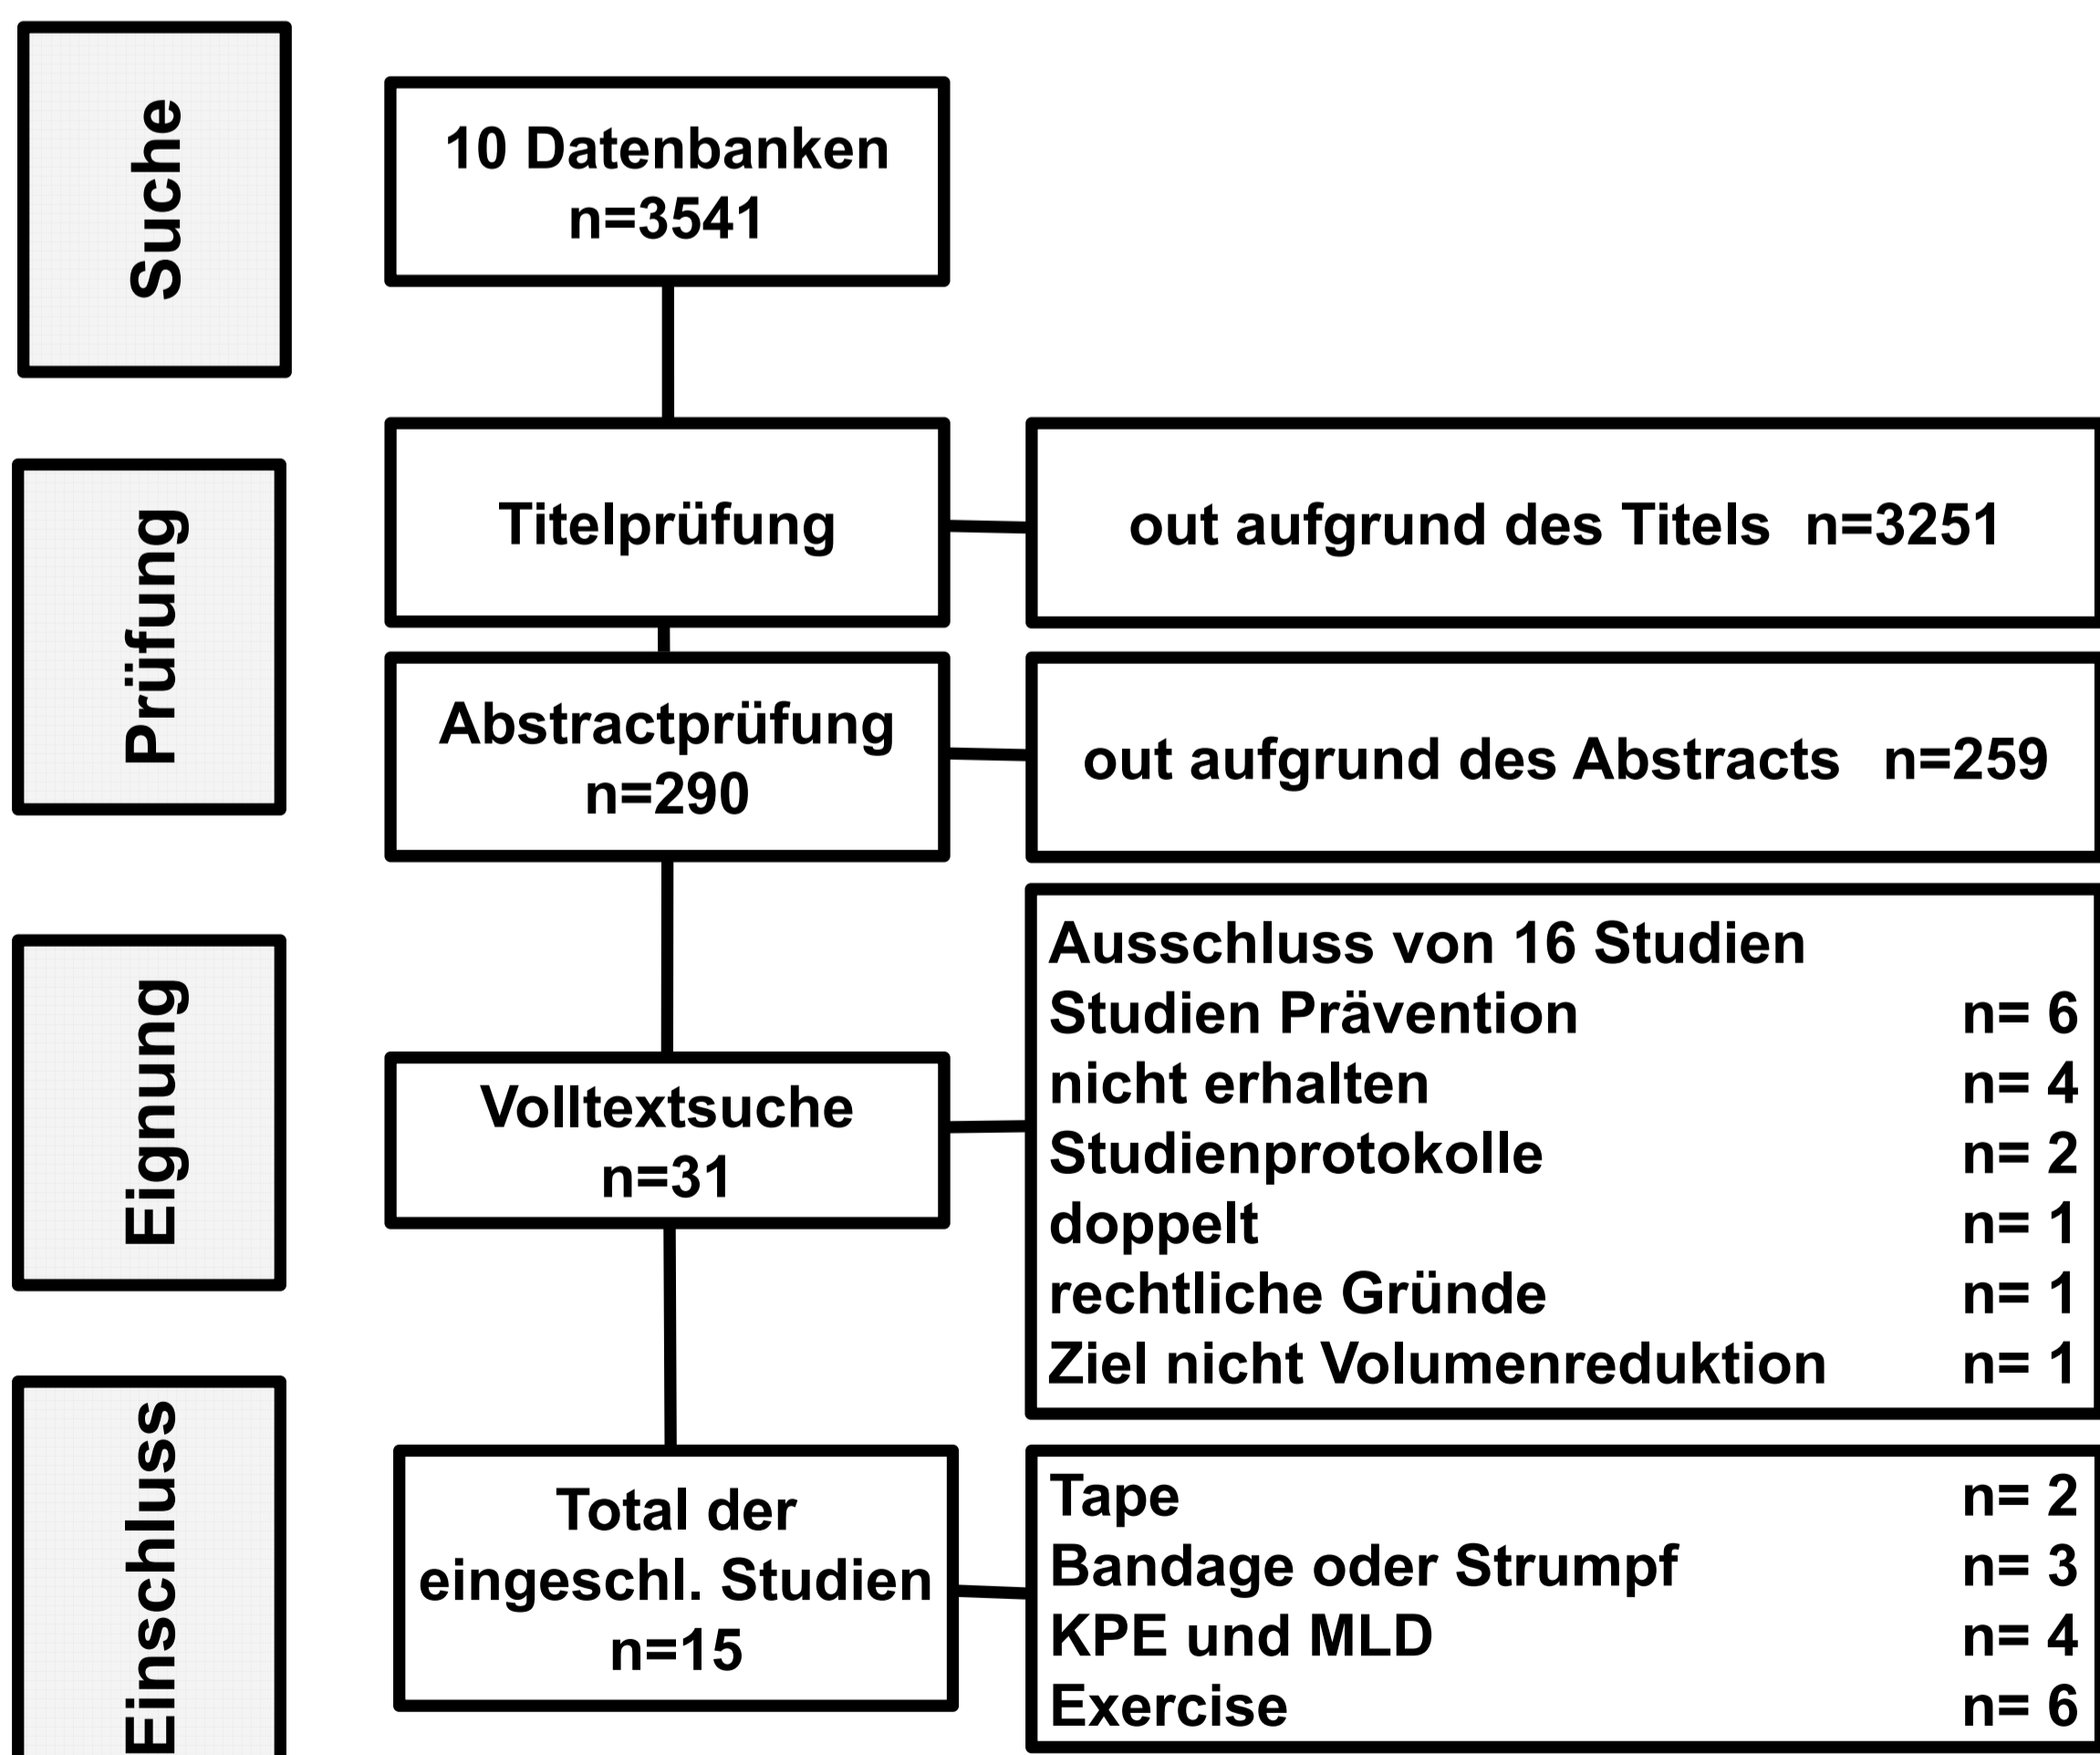 Suche
10 Datenbanken
n=3541
Prüfung
Titelprüfung
out aufgrund des Titels n=3251
Abstractprüfung
n=290
out aufgrund des Abstracts n=259
Eignung
Volltextsuche
n=31
Ausschluss von 16 Studien
Studien Prävention n= 6
nicht erhalten n= 4
Studienprotokolle n= 2
doppelt n= 1
rechtliche Gründe n= 1
Ziel nicht Volumenreduktion n= 1
Einschluss
Total der
eingeschl. Studien
n=15
Tape n= 2
Bandage oder Strumpf n= 3
KPE und MLD n= 4
Exercise n= 6